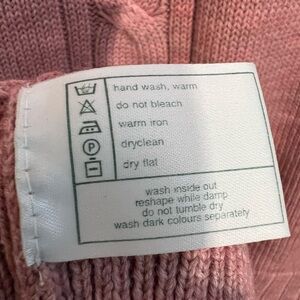 hand wash, warm
do not bleach
warm iron
P dryclean
dry flat
wash inside out
reshape while damp
do not tumble dry
wash dark colours separately